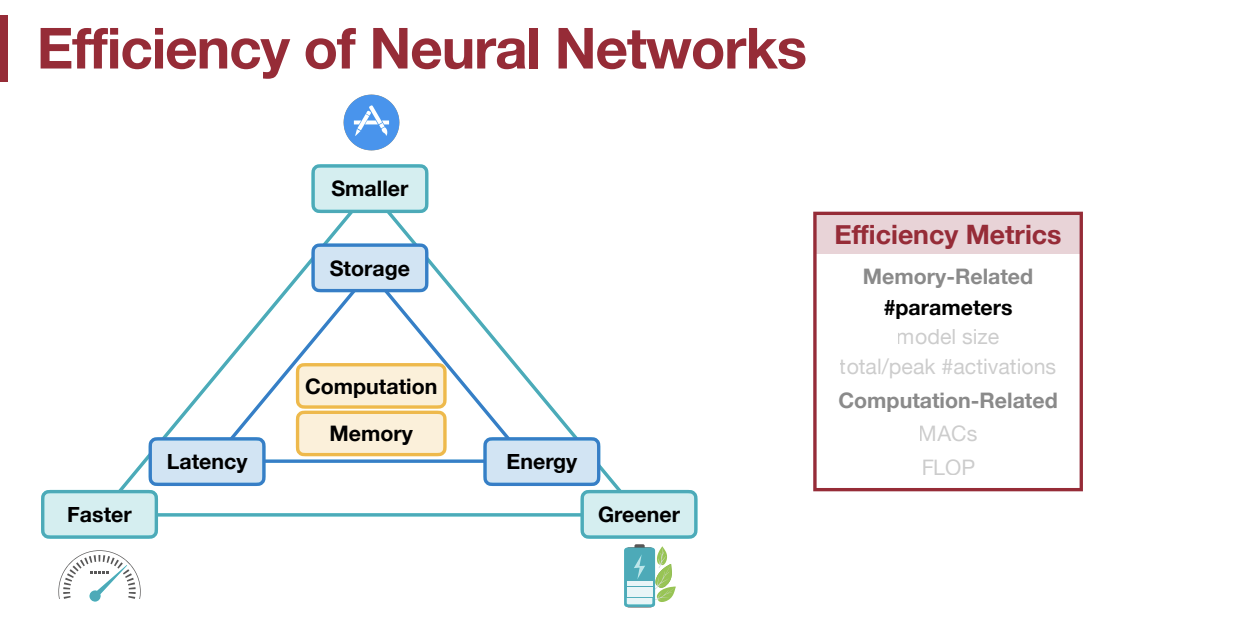 Efficiency of Neural Networks
Smaller
Storage
Computation
Memory
Latency
Energy
Faster
Greener
Efficiency Metrics
Memory-Related
#parameters
model size
total/peak #activations
Computation-Related
MACs
FLOP